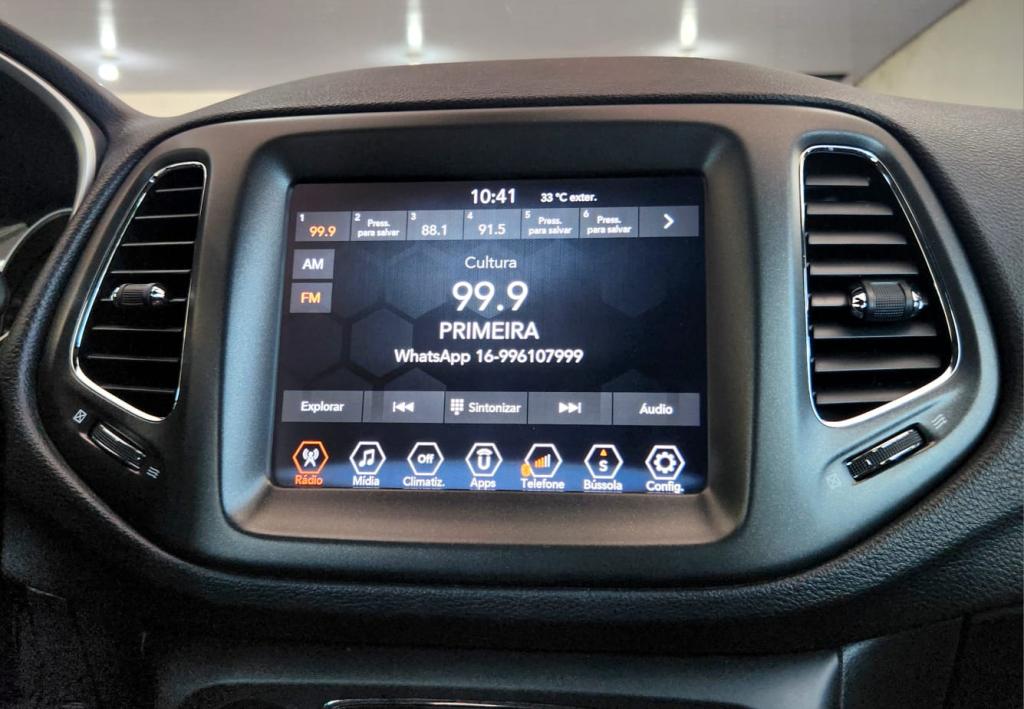 10:41 33 °C exter.
1 99.9
2 Press. para salvar
3 88.1
4 91.5
5 Press. para salvar
6 Press. para salvar
AM
FM
Cultura
99.9
PRIMEIRA
WhatsApp 16-996107999
Explorar Sintonizar Áudio
Off S
Rádio Mídia Climatiz. Apps Telefone Bússola Config.